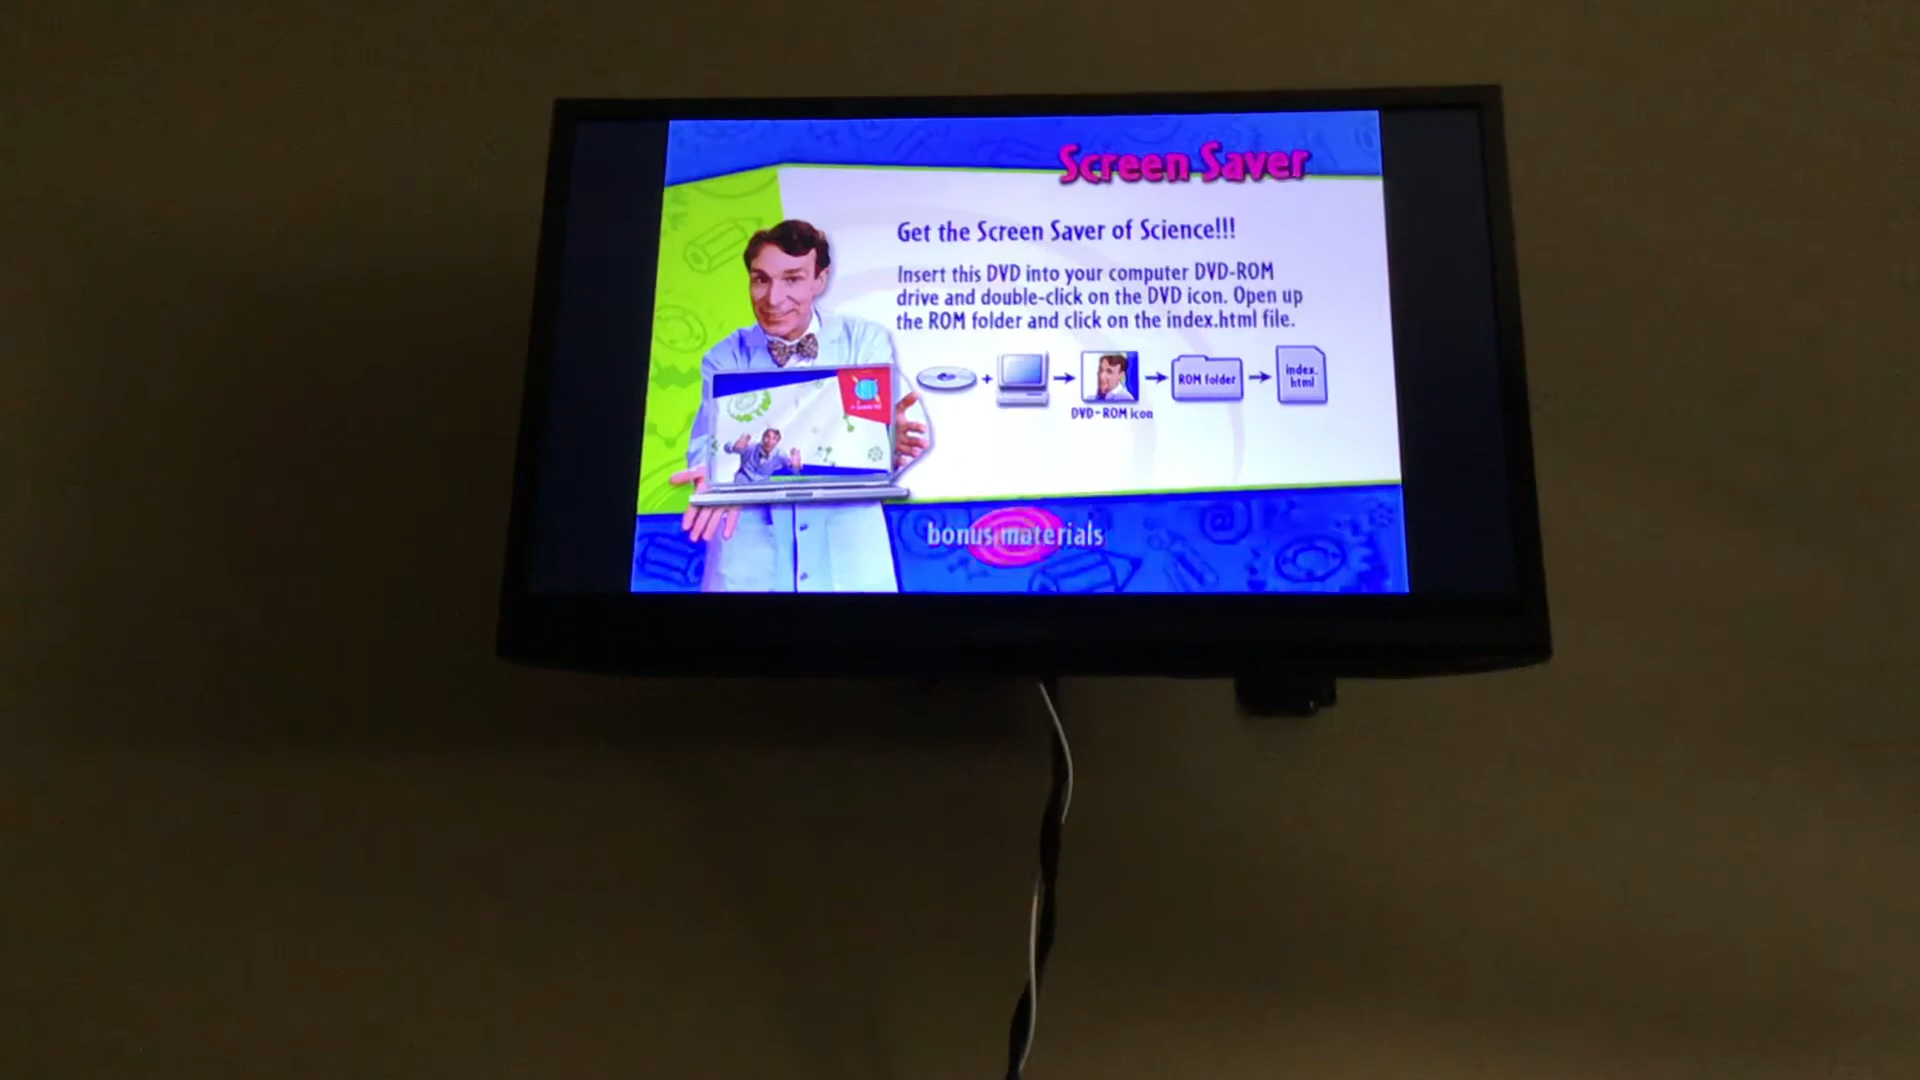 Screen Saver
Get the Screen Saver of Science!!!
Insert this DVD into your computer DVD-ROM
drive and double-click on the DVD icon. Open up
the ROM folder and click on the index.html file.
+
ROM folder
index.
html
DVD-ROM icon
bonus materials